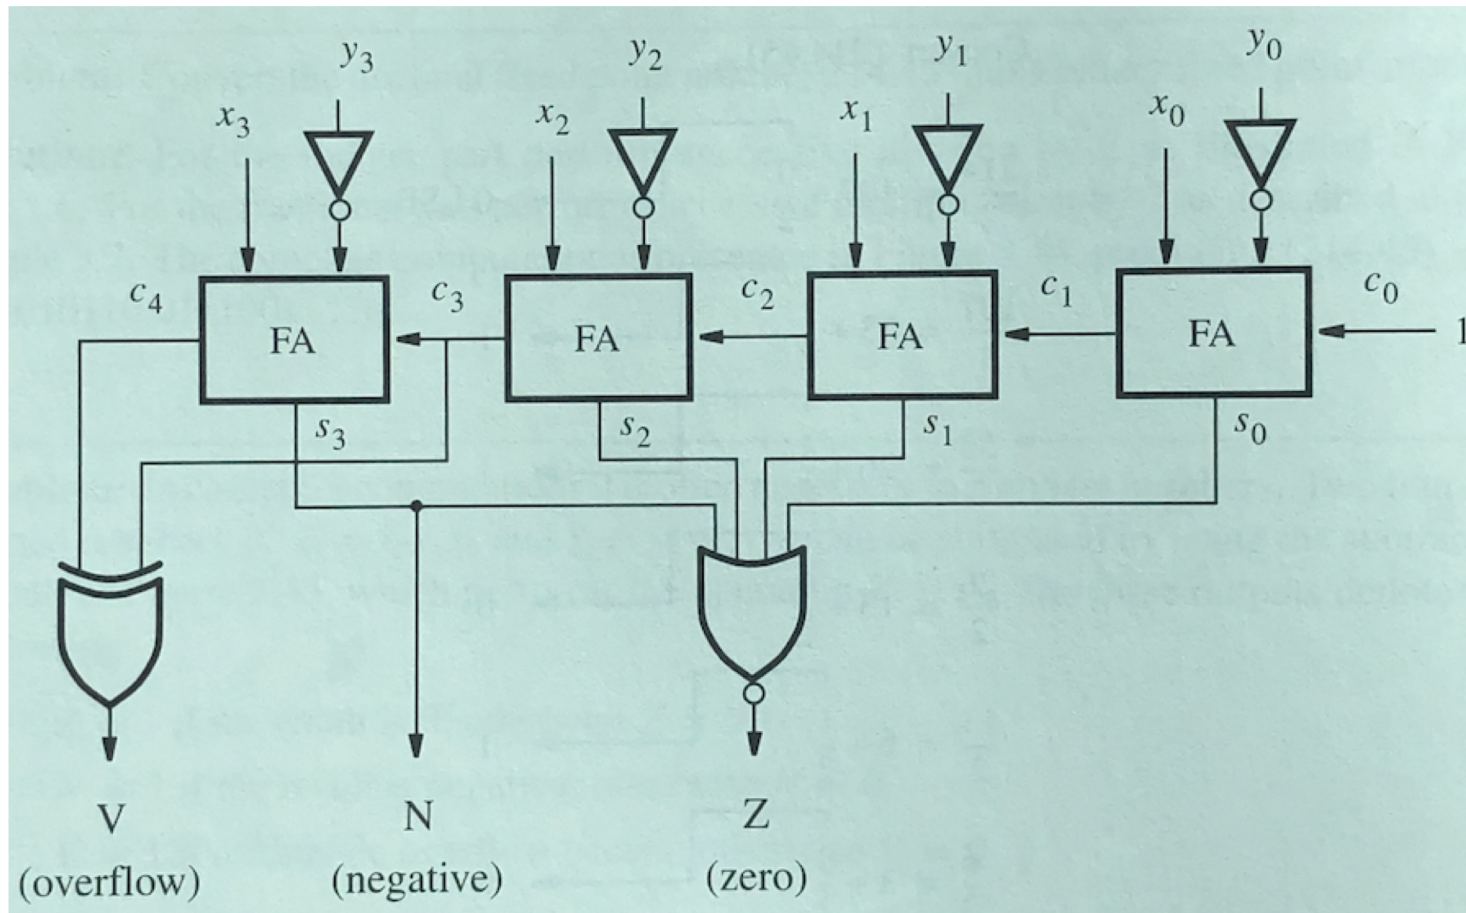 y3 y2 y1 y0
x3 x2 x1 x0
c4 c3 c2 c1 c0
FA FA FA FA 1
s3 s2 s1 s0
V N Z
(overflow) (negative) (zero)